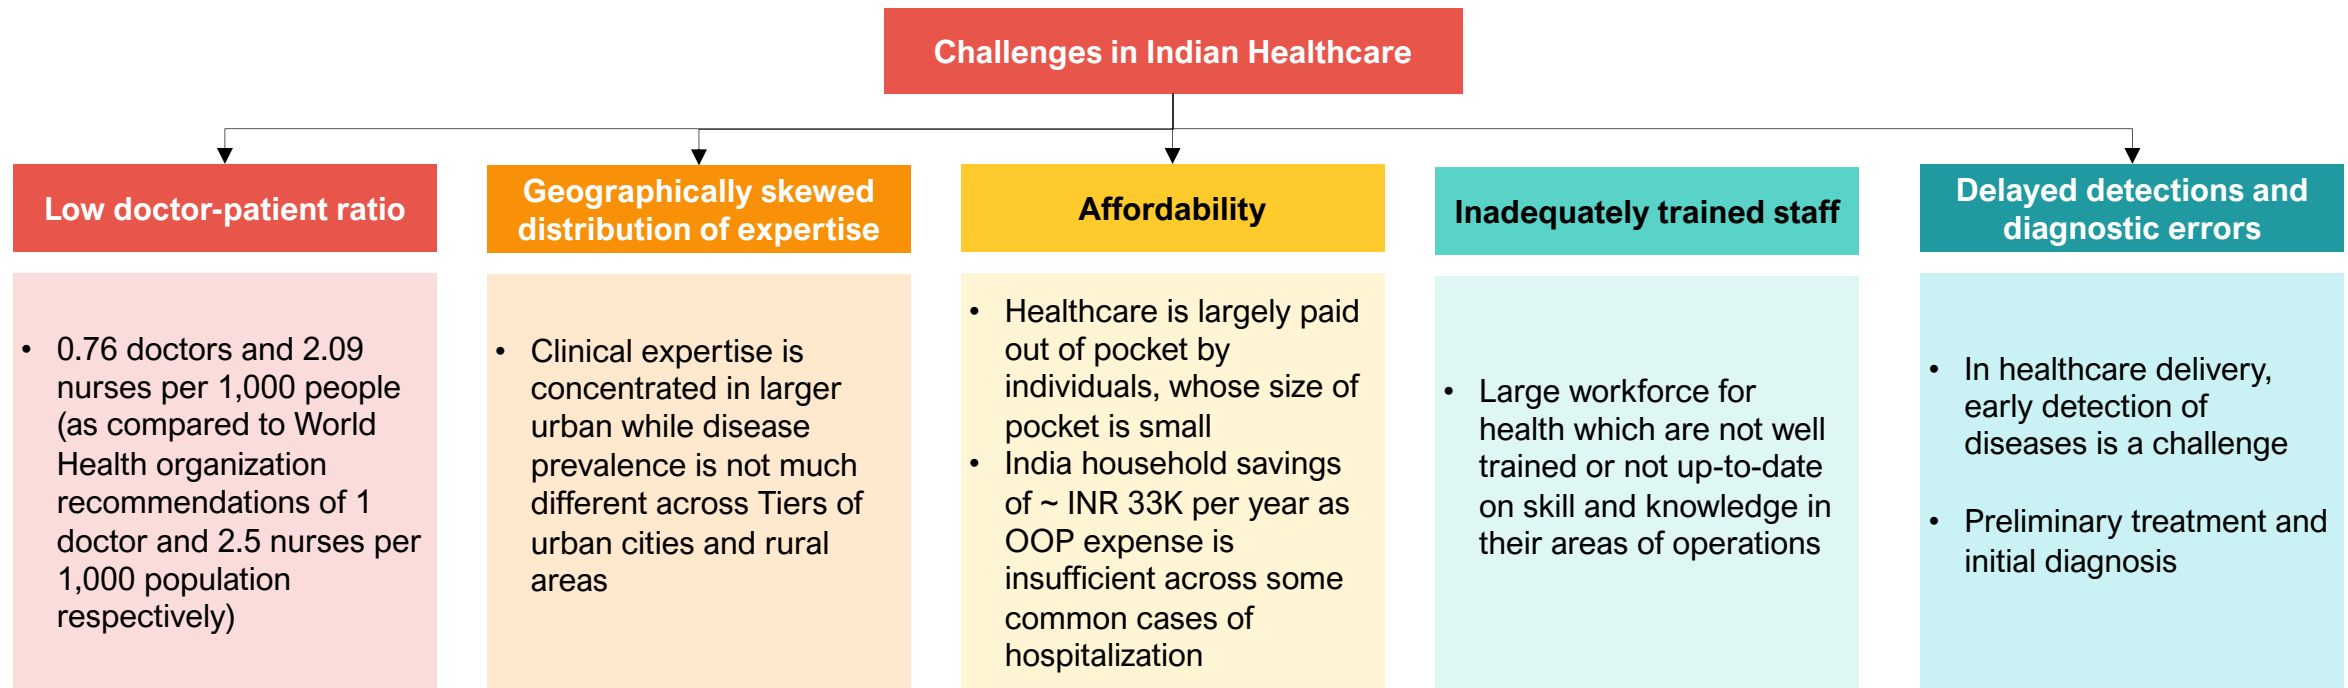 Challenges in Indian Healthcare
Low doctor-patient ratio
• 0.76 doctors and 2.09
nurses per 1,000 people
(as compared to World
Health organization
recommendations of 1
doctor and 2.5 nurses per
1,000 population
respectively)
Geographically skewed
distribution of expertise
• Clinical expertise is
concentrated in larger
urban while disease
prevalence is not much
different across Tiers of
urban cities and rural
areas
Affordability
• Healthcare is largely paid
out of pocket by
individuals, whose size of
pocket is small
• India household savings
of ~ INR 33K per year as
OOP expense is
insufficient across some
common cases of
hospitalization
Inadequately trained staff
• Large workforce for
health which are not well
trained or not up-to-date
on skill and knowledge in
their areas of operations
Delayed detections and
diagnostic errors
• In healthcare delivery,
early detection of
diseases is a challenge
• Preliminary treatment and
initial diagnosis